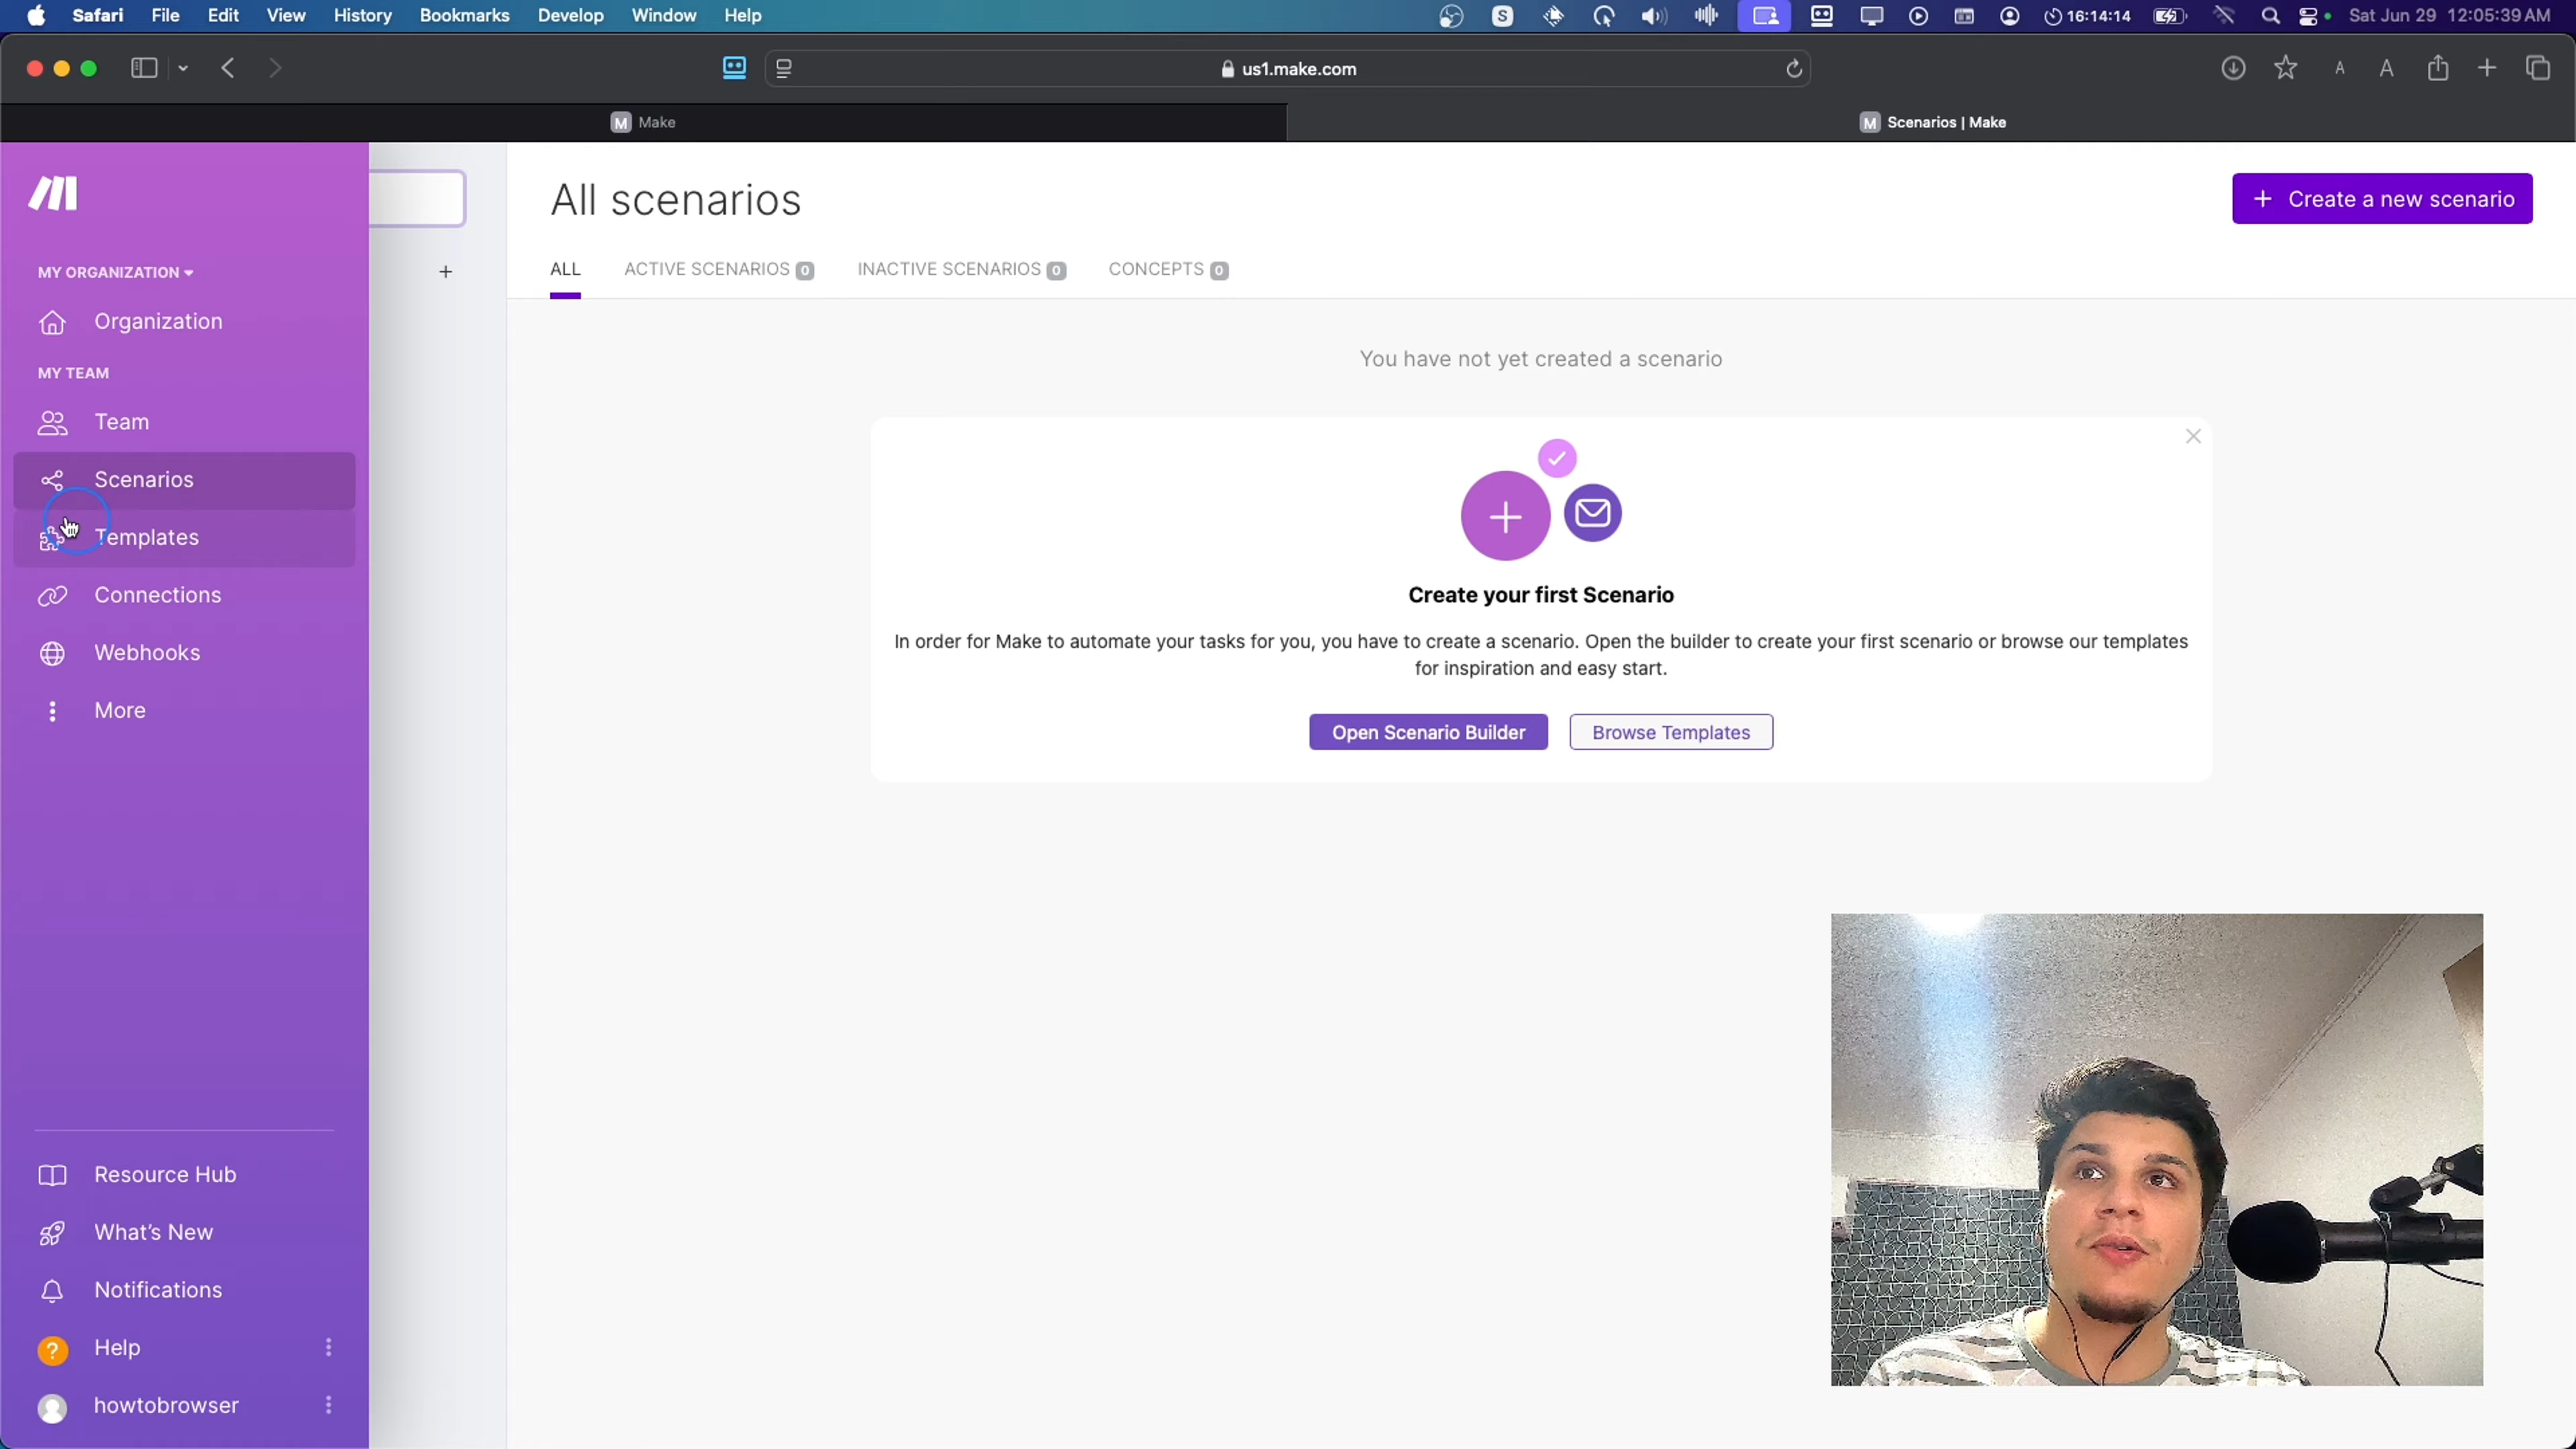 Safari File Edit View History Bookmarks Develop Window Help
S
16:14:14
Sat Jun 29 12:05:39 AM
us1.make.com
A A
M Make
M Scenarios | Make
MY ORGANIZATION
Organization
MY TEAM
Team
Scenarios
Templates
Connections
Webhooks
More
Resource Hub
What's New
Notifications
? Help
howtobrowser
+
All scenarios
+ Create a new scenario
ALL ACTIVE SCENARIOS 0 INACTIVE SCENARIOS 0 CONCEPTS 0
You have not yet created a scenario
Create your first Scenario
In order for Make to automate your tasks for you, you have to create a scenario. Open the builder to create your first scenario or browse our templates
for inspiration and easy start.
Open Scenario Builder
Browse Templates